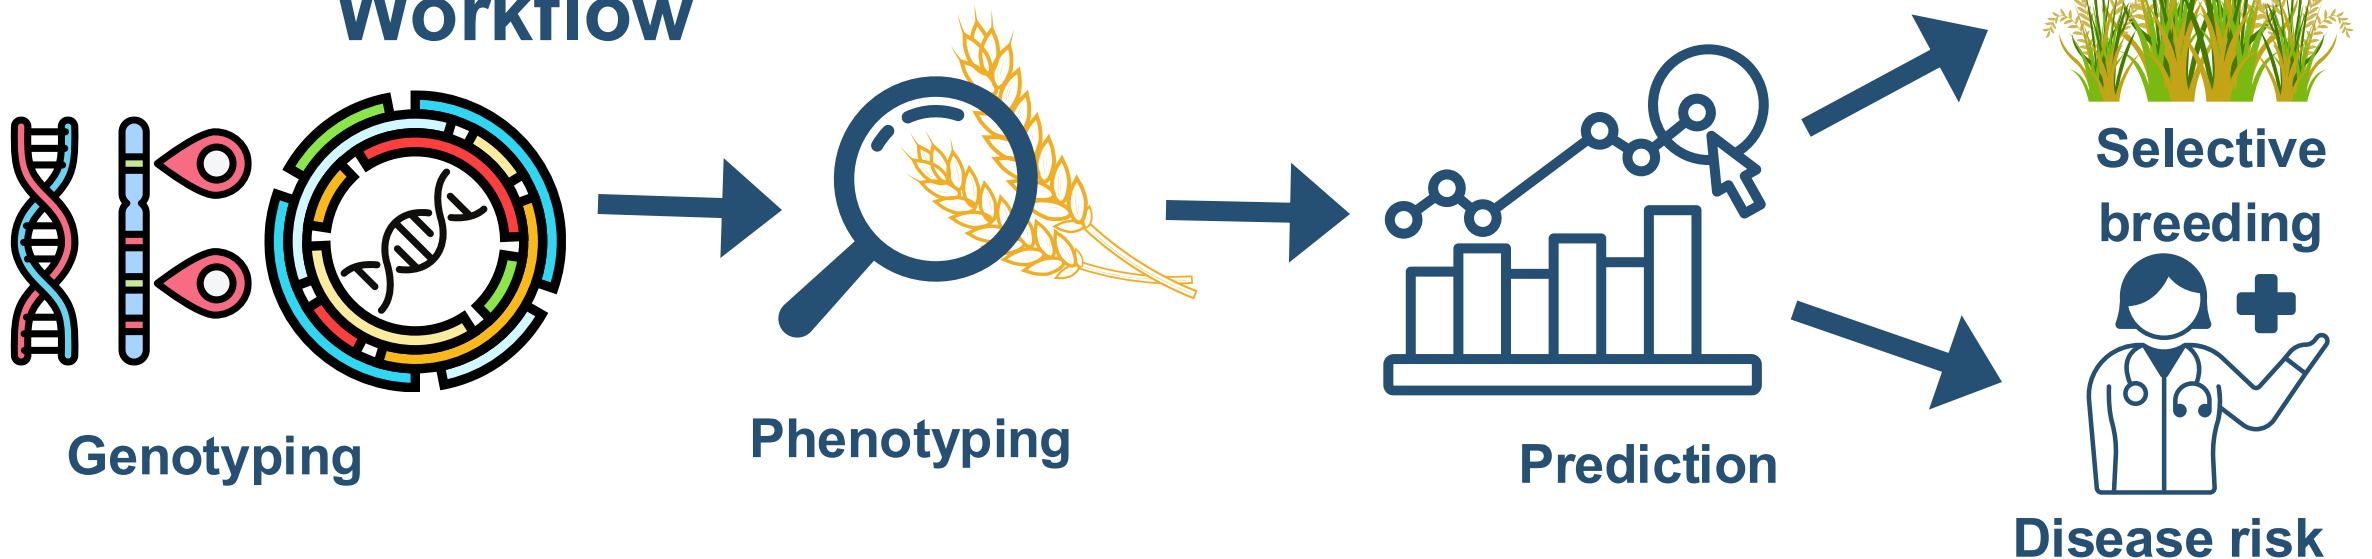 Workflow
Genotyping
Phenotyping
Prediction
Selective
breeding
Disease risk